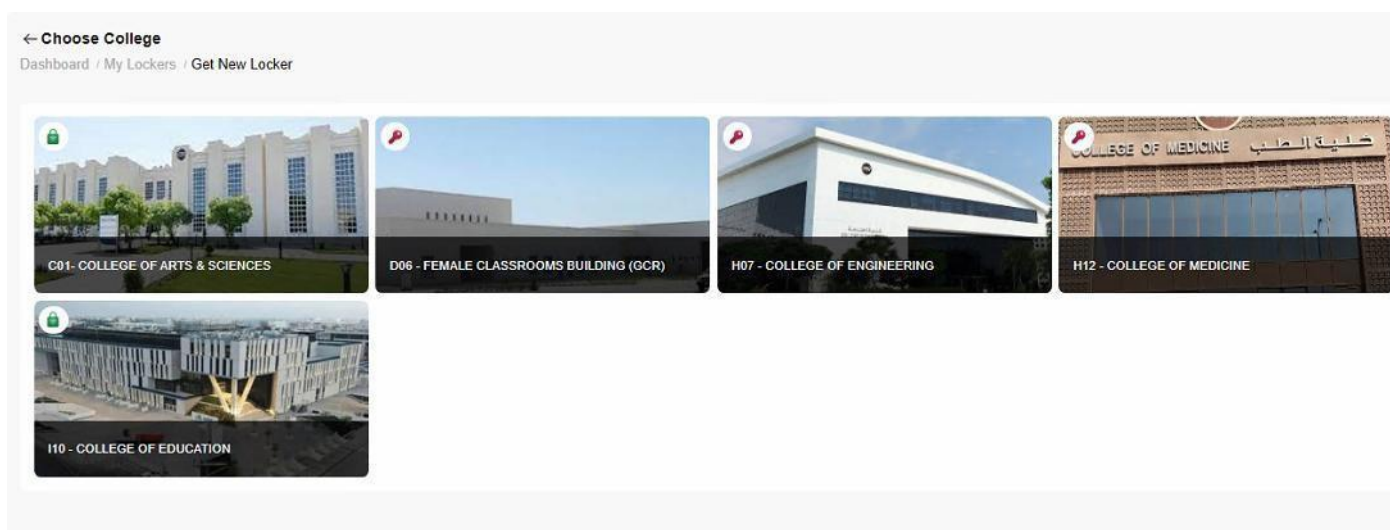 Choose College
Dashboard / My Lockers / Get New Locker
C01- COLLEGE OF ARTS & SCIENCES
D06 - FEMALE CLASSROOMS BUILDING (GCR)
H07 - COLLEGE OF ENGINEERING
COLLEGE OF MEDICINE كلية الطب
H12 - COLLEGE OF MEDICINE
I10 - COLLEGE OF EDUCATION